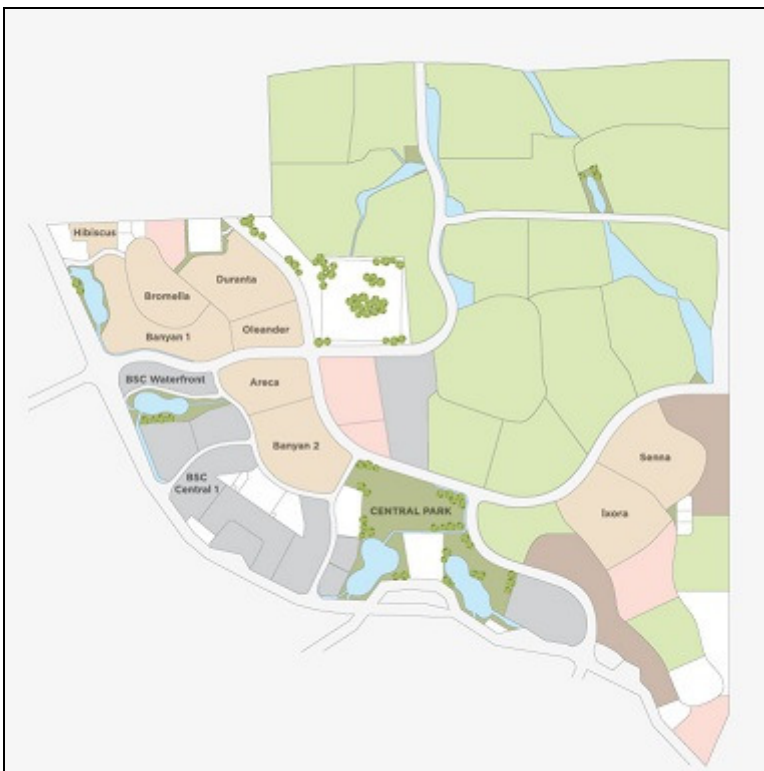 Hibiscus
Duranta
Bromelia
Oleander
Banyan 1
BSC Waterfront
Areca
Banyan 2
Senna
BSC
Central 1
CENTRAL PARK
Ixora